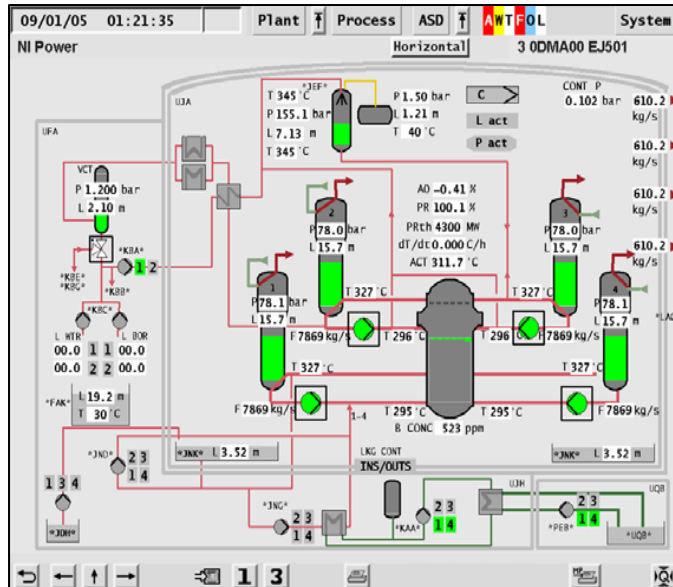 09/01/05 01:21:35 Plant Process ASD A W T F O L System
NI Power Horizontal 3 0DMA00 EJ501
UJA
*JEF*
T 345 °C
P 155.1 bar
L 7.13 m
T 345 °C
P 1.50 bar
L 1.21 m
T 40 °C
C
L act
P act
CONT P
0.102 bar
610.2 kg/s
610.2 kg/s
610.2 kg/s
610.2 kg/s
UFA
VCT
P 1.200 bar
L 2.10 m
*KBA* 1 2
*KBE*
*KBG*
*KBB*
*KBC*
L WTR L BOR
00.0 1 1 00.0
00.0 2 2 00.0
L 19.2 m
*FAK* T 30 °C
AO -0.41 %
PR 100.1 %
PRth 4300 MW
dT/dt 0.000 C/h
ACT 311.7 °C
2
P 78.0 bar
L 15.7 m
3
P 78.0 bar
L 15.7 m
1
P 78.1 bar
L 15.7 m
4
P 78.1 bar
L 15.7 m
T 327 °C T 327 °C
F 7869 kg/s T 296 °C T 296 F 7869 kg/s
T 327 °C T 327 °C
F 7869 kg/s T 295 °C T 295 °C F 7869 kg/s
B CONC 523 ppm
1-4
*JNK* L 3.52 m
LKG CONT
INS/OUTS
*JNK* L 3.52 m
*JND* 2 3
1 4
1 3 4
*JNG* 2 3
1 4
*KAA* 2 3
1 4
UJH
UQB
*PEB* 2 3
1 4
*UQB*
1 3